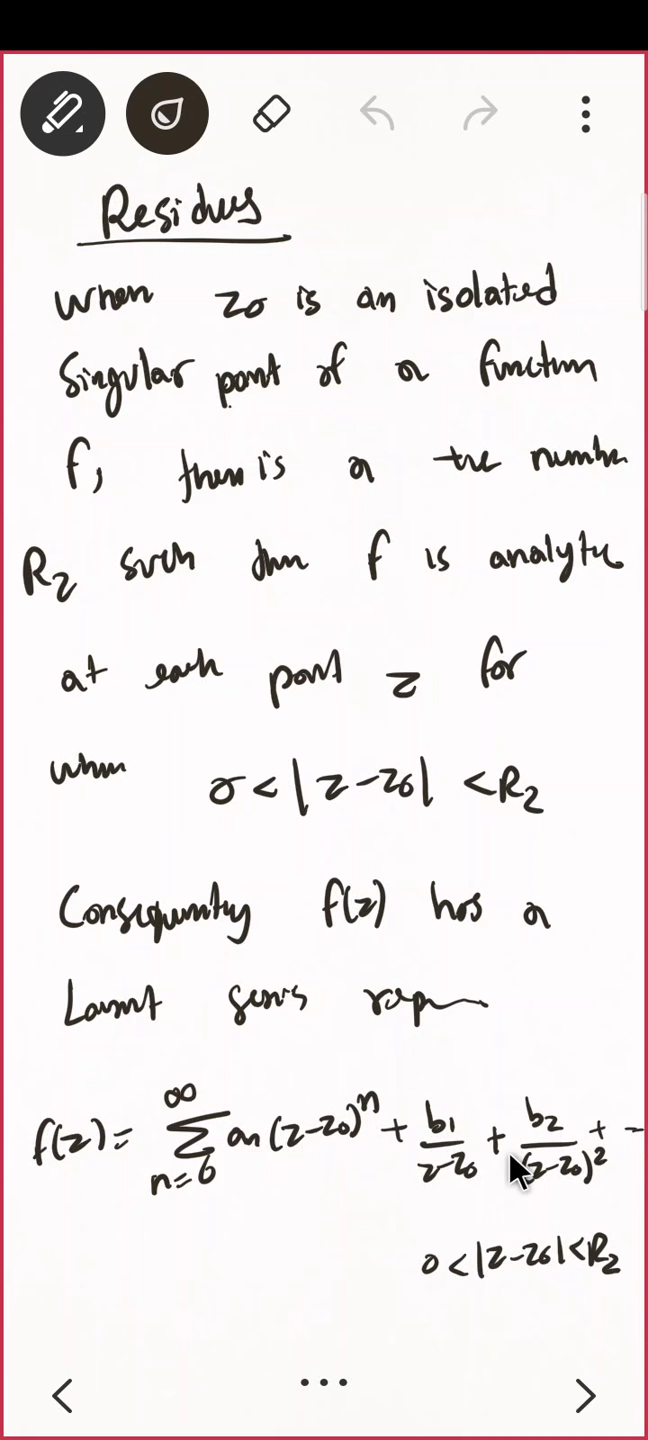 Residues
When z₀ is an isolated
Singular point of a function
f, there is a +ve number
R₂ such that f is analytic
at each point z for
when 0 < |z - z₀| < R₂
Consequently f(z) has a
Laurent series rep
f(z) = ∞∑n=0 aₙ(z-z₀)ⁿ + b₁/(z-z₀) + b₂/(z-z₀)² + -
0 < |z-z₀| < R₂